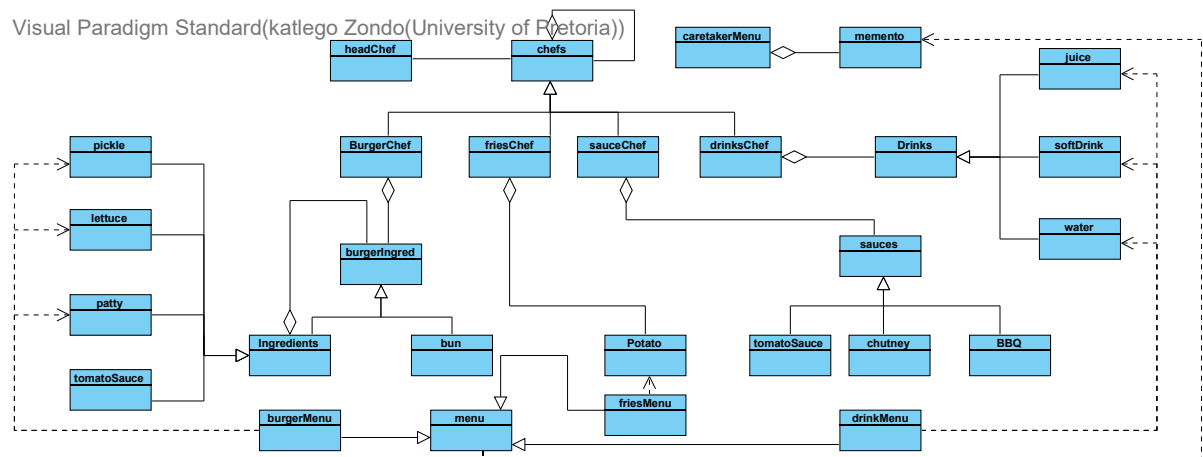 Visual Paradigm Standard(katlego Zondo(University of Pretoria))
headChef
chefs
caretakerMenu
memento
juice
pickle
BurgerChef
friesChef
sauceChef
drinksChef
Drinks
softDrink
lettuce
burgerIngred
sauces
water
patty
Ingredients
bun
Potato
tomatoSauce
chutney
BBQ
tomatoSauce
friesMenu
burgerMenu
menu
drinkMenu